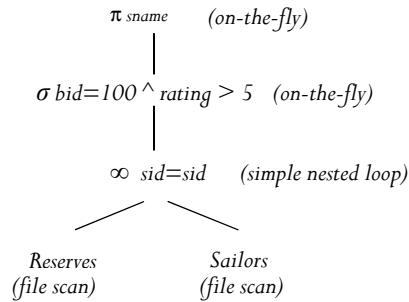 π sname (on-the-fly)
σ bid=100 ^ rating > 5 (on-the-fly)
∞ sid=sid (simple nested loop)
Reserves Sailors
(file scan) (file scan)